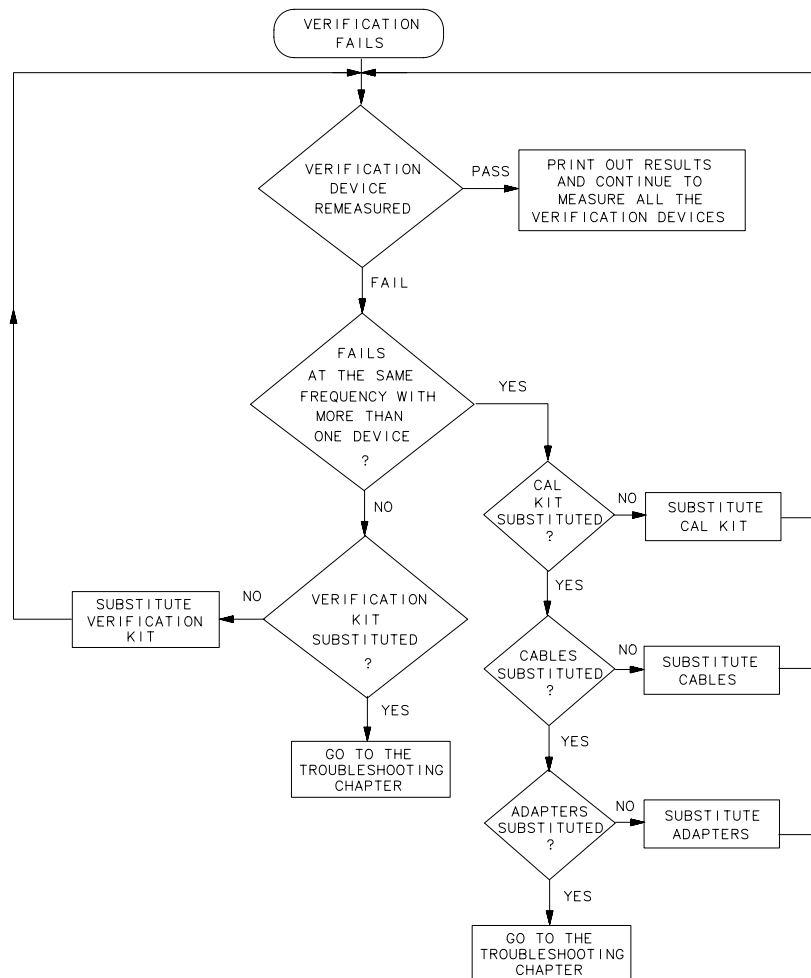 VERIFICATION
FAILS
VERIFICATION
DEVICE
REMEASURED
PASS
PRINT OUT RESULTS
AND CONTINUE TO
MEASURE ALL THE
VERIFICATION DEVICES
FAIL
FAILS
AT THE SAME
FREQUENCY WITH
MORE THAN
ONE DEVICE
?
YES
NO
CAL
KIT
SUBSTITUTED
?
NO
SUBSTITUTE
CAL KIT
YES
VERIFICATION
KIT
SUBSTITUTED
?
NO
SUBSTITUTE
VERIFICATION
KIT
YES
GO TO THE
TROUBLESHOOTING
CHAPTER
CABLES
SUBSTITUTED
?
NO
SUBSTITUTE
CABLES
YES
ADAPTERS
SUBSTITUTED
?
NO
SUBSTITUTE
ADAPTERS
YES
GO TO THE
TROUBLESHOOTING
CHAPTER